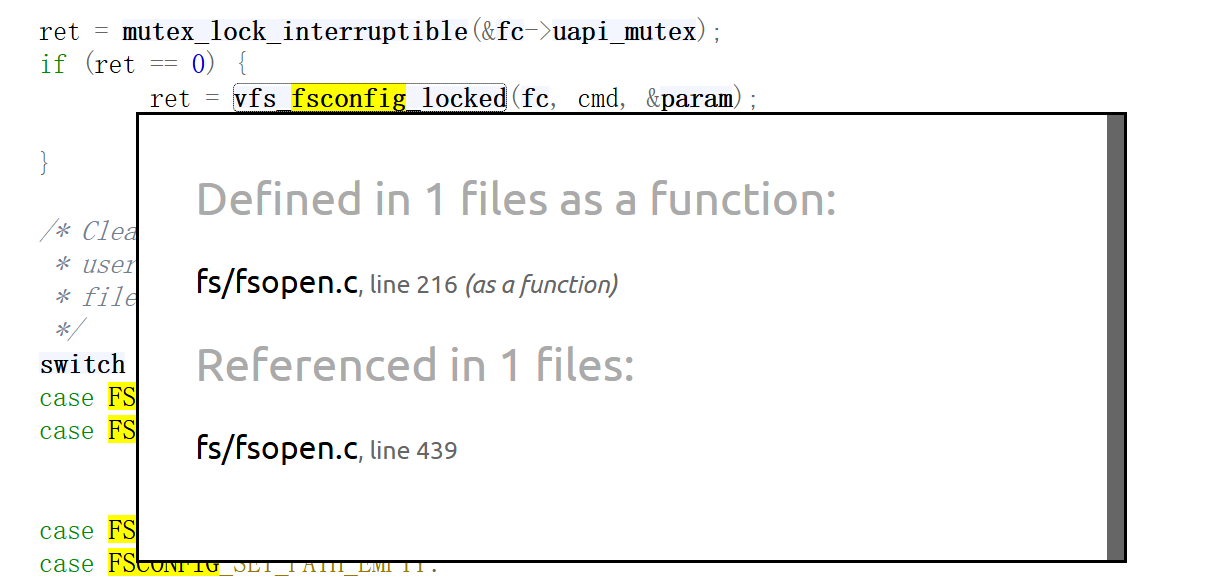 ret = mutex_lock_interruptible(&fc->uapi_mutex);
if (ret == 0) {
ret = vfs_fsconfig_locked(fc, cmd, &param);
}
/* Clea
* user
* file
*/
switch
case FS
case FS
case FS
case FSCONFIG_SET_PATH_EMPTY:
Defined in 1 files as a function:
fs/fsopen.c, line 216 (as a function)
Referenced in 1 files:
fs/fsopen.c, line 439